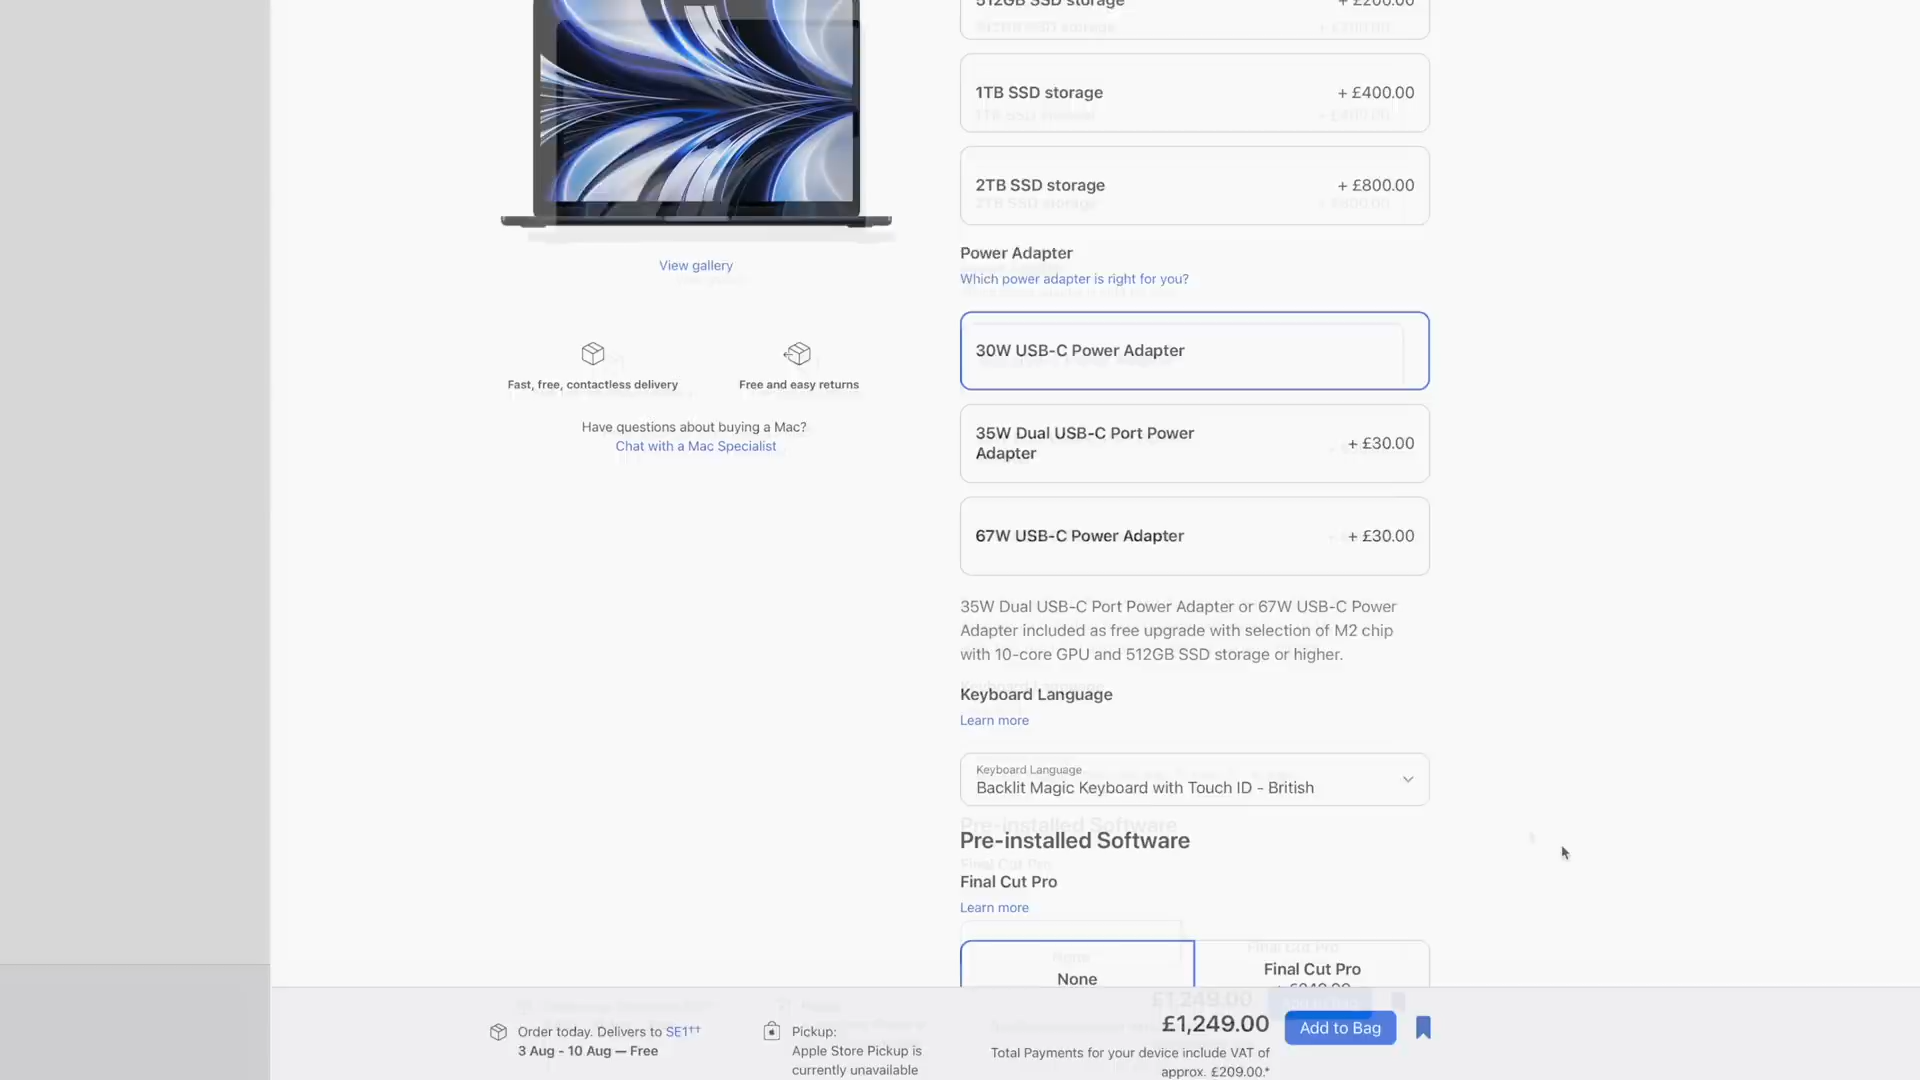 512GB SSD storage + £200.00
1TB SSD storage + £400.00
2TB SSD storage + £800.00
View gallery
Fast, free, contactless delivery
Free and easy returns
Have questions about buying a Mac?
Chat with a Mac Specialist
Power Adapter
Which power adapter is right for you?
30W USB-C Power Adapter
35W Dual USB-C Port Power
Adapter
+ £30.00
67W USB-C Power Adapter + £30.00
35W Dual USB-C Port Power Adapter or 67W USB-C Power
Adapter included as free upgrade with selection of M2 chip
with 10-core GPU and 512GB SSD storage or higher.
Keyboard Language
Learn more
Keyboard Language
Backlit Magic Keyboard with Touch ID - British
Pre-installed Software
Final Cut Pro
Learn more
None
Final Cut Pro
Order today. Delivers to SE1††
3 Aug - 10 Aug — Free
Pickup:
Apple Store Pickup is
currently unavailable
£1,249.00
Total Payments for your device include VAT of
approx. £209.00.*
Add to Bag